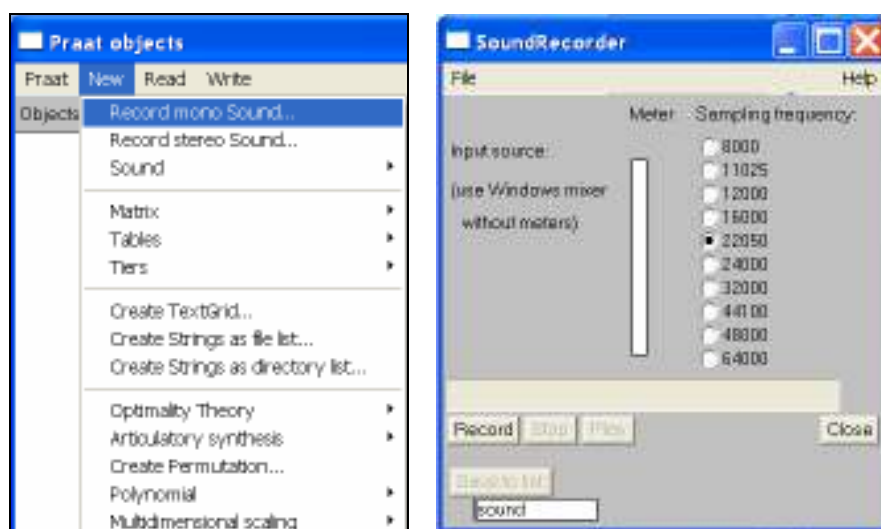 Praat objects
Praat New Read Write
Objects
Record mono Sound...
Record stereo Sound...
Sound
Matrix
Tables
Tiers
Create TextGrid...
Create Strings as file list...
Create Strings as directory list...
Optimality Theory
Articulatory synthesis
Create Permutation...
Polynomial
Multidimensional scaling
SoundRecorder
File Help
Meter Sampling frequency:
Input source:
(use Windows mixer
without meters)
8000
11025
12000
16000
22050
24000
32000
44100
48000
64000
Record Stop Play Close
Save to list
sound